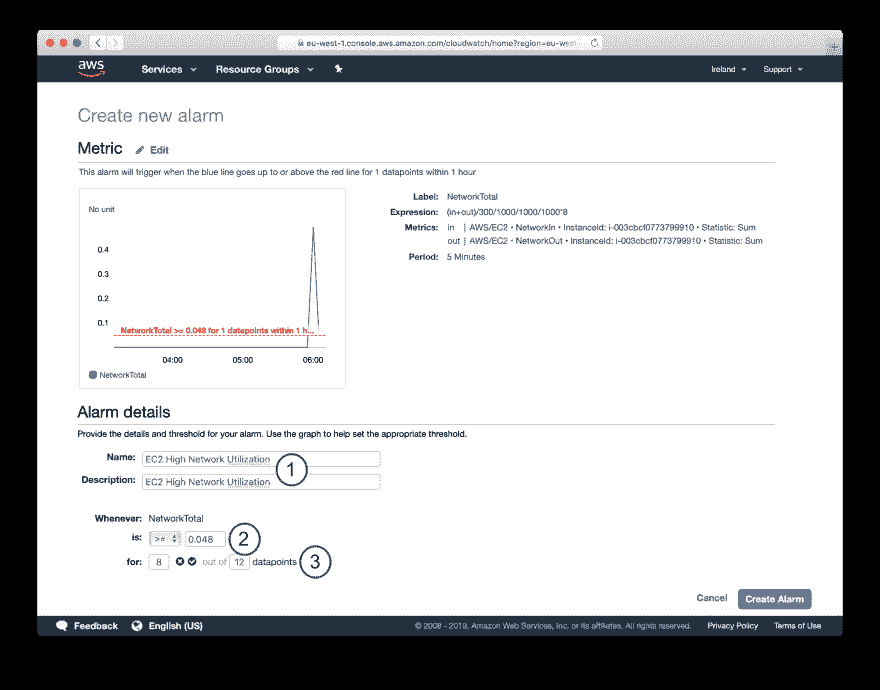 eu-west-1.console.aws.amazon.com/cloudwatch/home?region=eu-west
aws Services Resource Groups Ireland Support
Create new alarm
Metric Edit
This alarm will trigger when the blue line goes up to or above the red line for 1 datapoints within 1 hour
No unit
0.4
0.3
0.2
0.1
NetworkTotal >= 0.048 for 1 datapoints within 1 h...
04:00 05:00 06:00
NetworkTotal
Label: NetworkTotal
Expression: (in+out)/300/1000/1000/1000*8
Metrics: in | AWS/EC2 • NetworkIn • InstanceId: i-003cbcf0773799910 • Statistic: Sum
out | AWS/EC2 • NetworkOut • InstanceId: i-003cbcf0773799910 • Statistic: Sum
Period: 5 Minutes
Alarm details
Provide the details and threshold for your alarm. Use the graph to help set the appropriate threshold.
Name: EC2 High Network Utilization
Description: EC2 High Network Utilization
1
Whenever: NetworkTotal
is: >= 0.048 2
for: 8 out of 12 datapoints 3
Cancel Create Alarm
Feedback English (US) © 2008 - 2019, Amazon Web Services, Inc. or its affiliates. All rights reserved. Privacy Policy Terms of Use